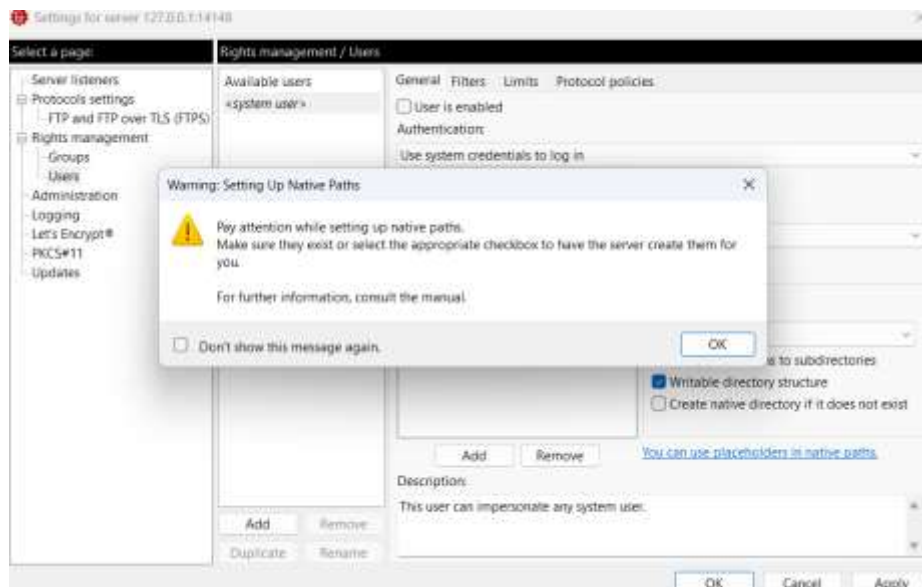 Settings for server 127.0.0.1:14148
Select a page:
Rights management / Users
Server listeners
Protocols settings
FTP and FTP over TLS (FTPS)
Rights management
Groups
Users
Administration
Logging
Let's Encrypt®
PKCS#11
Updates
Available users
<system user>
General Filters Limits Protocol policies
User is enabled
Authentication:
Use system credentials to log in
Warning: Setting Up Native Paths
Pay attention while setting up native paths.
Make sure they exist or select the appropriate checkbox to have the server create them for
you.
For further information, consult the manual.
Don't show this message again.
OK
to subdirectories
Writable directory structure
Create native directory if it does not exist
Add Remove
You can use placeholders in native paths.
Description:
This user can impersonate any system user.
Add Remove
Duplicate Rename
OK Cancel Apply